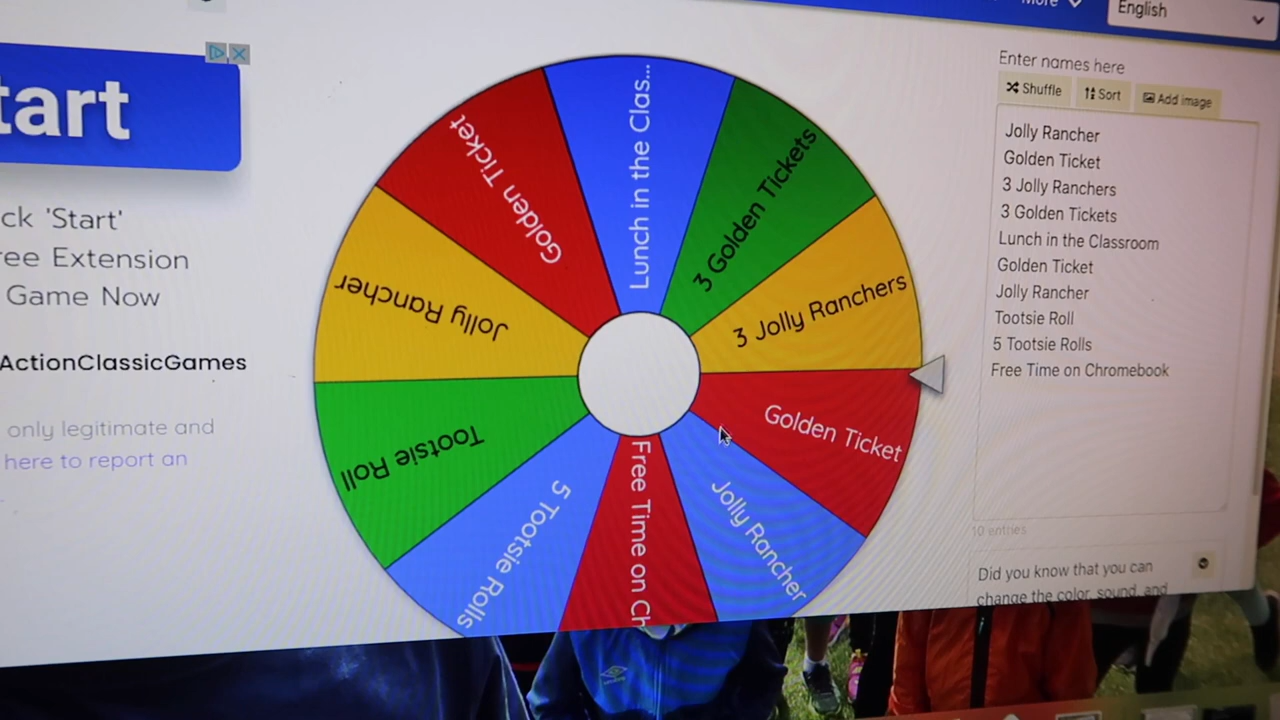 More
English
tart
ck 'Start'
ree Extension
Game Now
ActionClassicGames
only legitimate and
here to report an
Lunch in the Clas...
3 Golden Tickets
3 Jolly Ranchers
Golden Ticket
Jolly Rancher
Free Time on Ch
5 Tootsie Rolls
Tootsie Roll
Jolly Rancher
Golden Ticket
Enter names here
Shuffle Sort Add image
Jolly Rancher
Golden Ticket
3 Jolly Ranchers
3 Golden Tickets
Lunch in the Classroom
Golden Ticket
Jolly Rancher
Tootsie Roll
5 Tootsie Rolls
Free Time on Chromebook
10 entries
Did you know that you can
change the color, sound, and